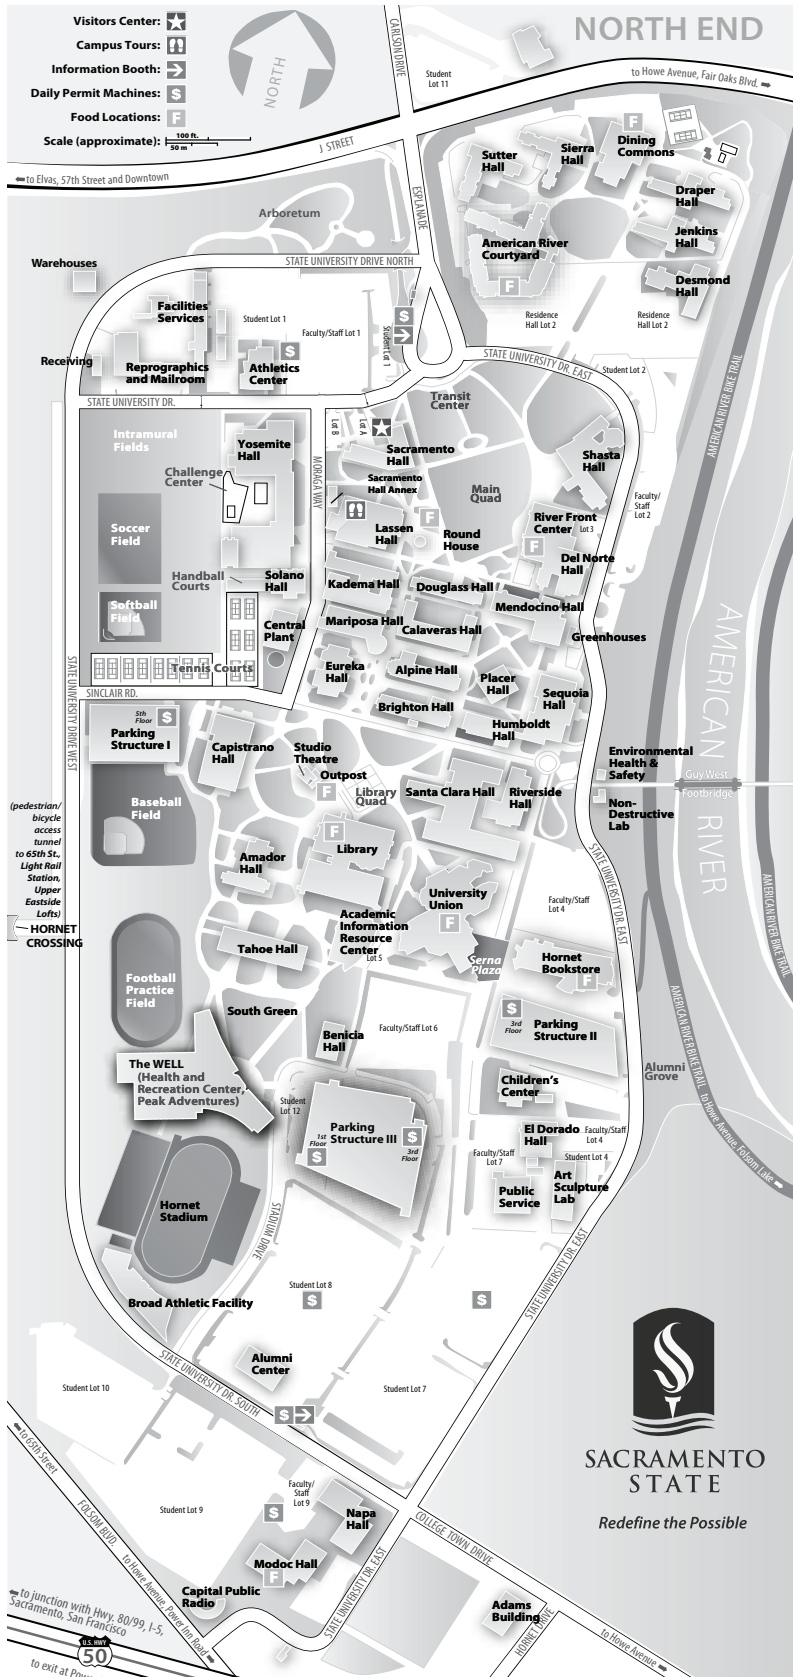 NORTH END
Visitors Center:
Campus Tours:
Information Booth:
Daily Permit Machines: $
Food Locations: F
Scale (approximate):
100 ft.
50 m
NORTH
CARLSON DRIVE
Student
Lot 11
to Howe Avenue, Fair Oaks Blvd.
J STREET
to Elvas, 57th Street and Downtown
ESPLANADE
Arboretum
Sutter
Hall
Sierra
Hall
F
Dining
Commons
Draper
Hall
Jenkins
Hall
American River
Courtyard
F
Desmond
Hall
Residence
Hall Lot 2
Residence
Hall Lot 2
STATE UNIVERSITY DRIVE NORTH
Warehouses
Facilities
Services
Student Lot 1
Faculty/Staff Lot 1
Student Lot 1
$
Receiving
Reprographics
and Mailroom
$
Athletics
Center
STATE UNIVERSITY DR. EAST
Student Lot 2
AMERICAN RIVER BIKE TRAIL
STATE UNIVERSITY DR.
Transit
Center
Intramural
Fields
Yosemite
Hall
Lot B
Lot A
Sacramento
Hall
Shasta
Hall
Challenge
Center
MORAGA WAY
Sacramento
Hall Annex
Main
Quad
Faculty/
Staff
Lot 2
Soccer
Field
Lassen
Hall
F
Round
House
River Front
Center
Lot 3
F
Del Norte
Hall
Handball
Courts
Solano
Hall
Kadema Hall
Douglass Hall
Mendocino Hall
Softball
Field
Central
Plant
Mariposa Hall
Calaveras Hall
Greenhouses
Tennis Courts
Eureka
Hall
Alpine Hall
Placer
Hall
Sequoia
Hall
SINCLAIR RD.
Brighton Hall
Humboldt
Hall
STATE UNIVERSITY DRIVE WEST
5th
Floor
$
Parking
Structure I
Capistrano
Hall
Studio
Theatre
Outpost
F
Library
Quad
Santa Clara Hall
Riverside
Hall
Environmental
Health &
Safety
Non-
Destructive
Lab
Guy West
Footbridge
AMERICAN RIVER
Baseball
Field
(pedestrian/
bicycle
access
tunnel
to 65th St.,
Light Rail
Station,
Upper
Eastside
Lofts)
HORNET
CROSSING
F
Library
Amador
Hall
University
Union
F
STATE UNIVERSITY DR. EAST
Faculty/Staff
Lot 4
AMERICAN RIVER BIKE TRAIL
Academic
Information
Resource
Center
Lot 5
Tahoe Hall
Serna
Plaza
Hornet
Bookstore
F
Football
Practice
Field
South Green
Faculty/Staff Lot 6
$
3rd
Floor
Parking
Structure II
Benicia
Hall
AMERICAN RIVER BIKE TRAIL
to Howe Avenue, Folsom Lake
Alumni
Grove
The WELL
(Health and
Recreation Center,
Peak Adventures)
Children's
Center
Student
Lot 12
1st
Floor
$
Parking
Structure III
$
3rd
Floor
El Dorado
Hall
Faculty/Staff
Lot 4
Faculty/Staff
Lot 7
Student Lot 4
Art
Sculpture
Lab
Public
Service
Hornet
Stadium
STADIUM DRIVE
STATE UNIVERSITY DR. EAST
Student Lot 8
$
$
Broad Athletic Facility
Alumni
Center
STATE UNIVERSITY DR. SOUTH
Student Lot 10
Student Lot 7
$
SACRAMENTO
STATE
Redefine the Possible
to 65th Street
FOLSOM BLVD.
to Howe Avenue, Power Inn Road
Student Lot 9
$
Faculty/
Staff
Lot 9
Napa
Hall
COLLEGE TOWN DRIVE
Modoc Hall
F
Capital Public
Radio
STATE UNIVERSITY DR. EAST
Adams
Building
HORNET DRIVE
to Howe Avenue
to junction with Hwy. 80/99, I-5,
Sacramento, San Francisco
U.S. HWY
50
to exit at